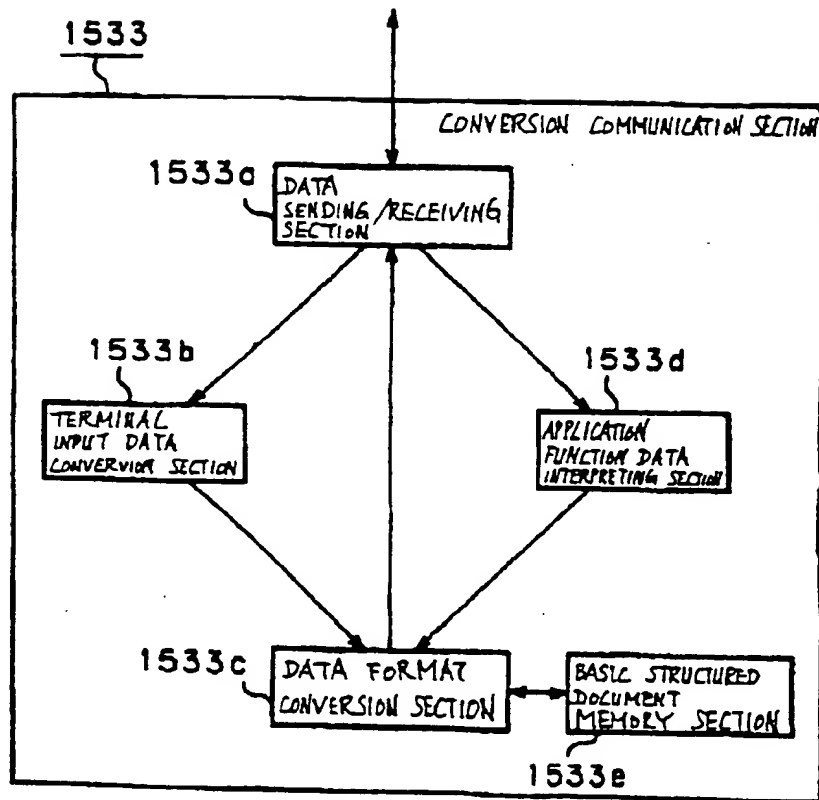 1533
CONVERSION COMMUNICATION SECTION
1533a
DATA
SENDING/RECEIVING
SECTION
1533b
TERMINAL
INPUT DATA
CONVERVION SECTION
1533d
APPLICATION
FUNCTION DATA
INTERPRETING SECTION
1533c
DATA FORMAT
CONVERSION SECTION
BASIC STRUCTURED
DOCUMENT
MEMORY SECTION
1533e